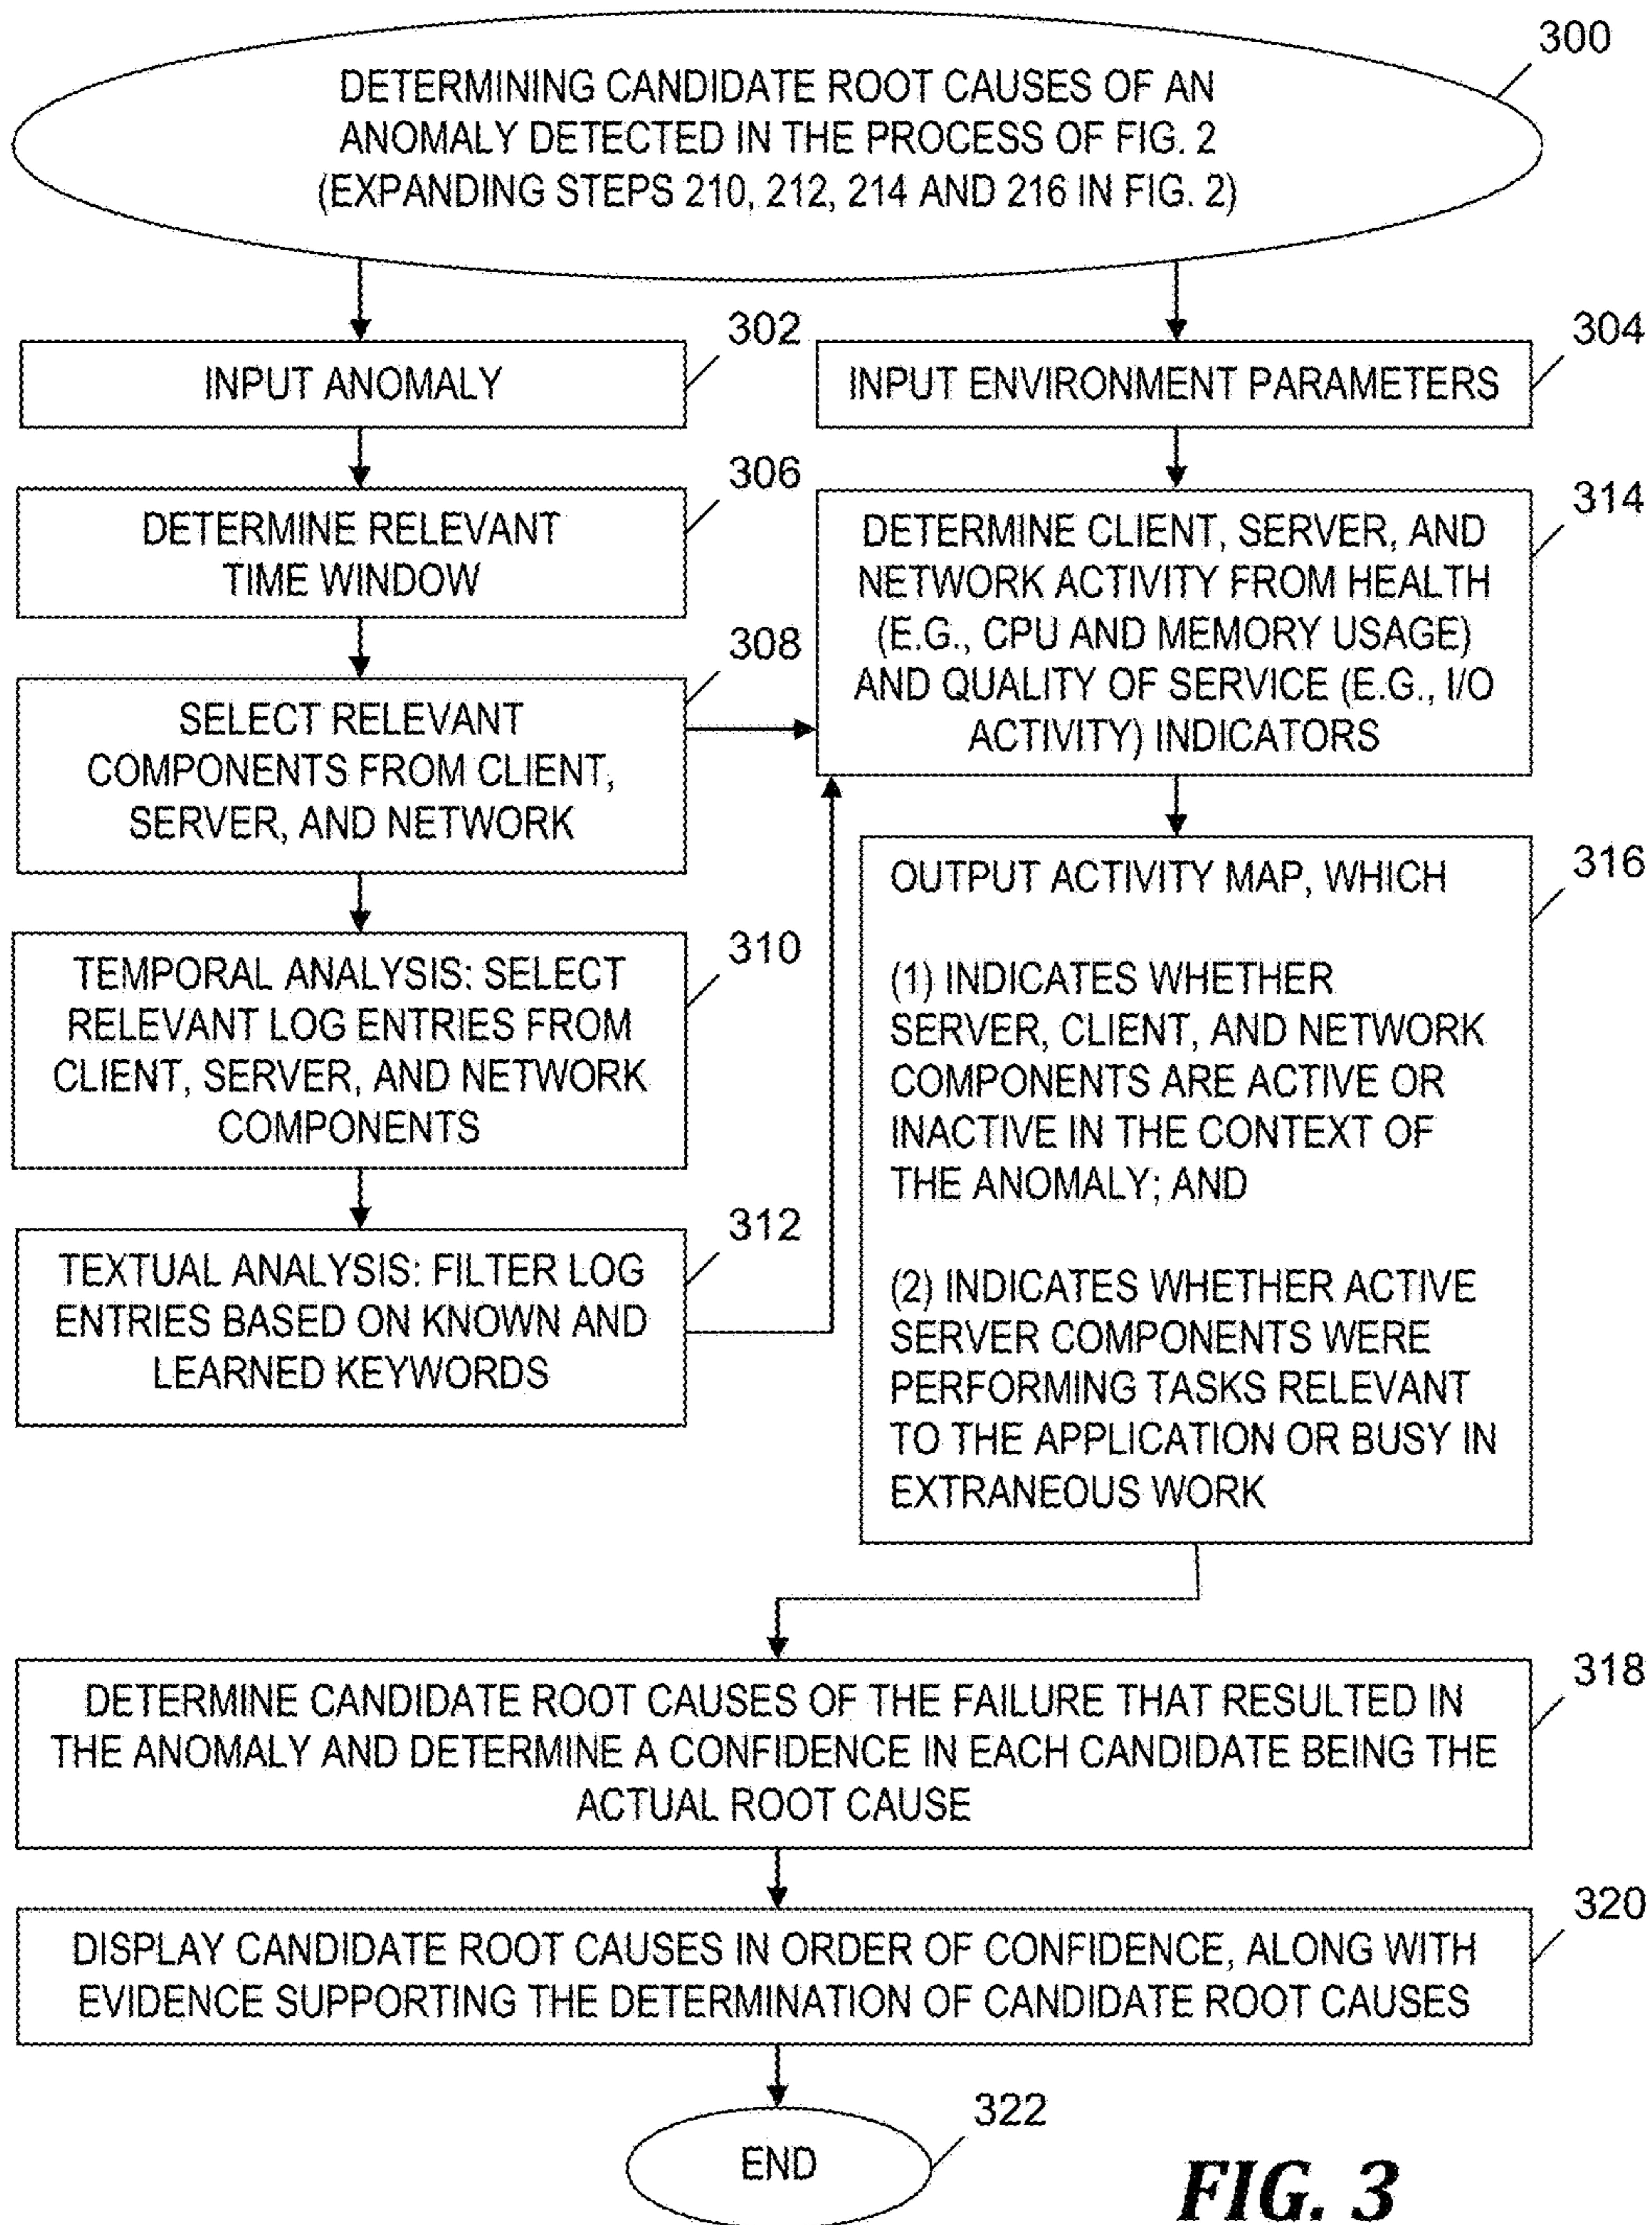 300
DETERMINING CANDIDATE ROOT CAUSES OF AN
ANOMALY DETECTED IN THE PROCESS OF FIG. 2
(EXPANDING STEPS 210, 212, 214 AND 216 IN FIG. 2)
302
INPUT ANOMALY
304
INPUT ENVIRONMENT PARAMETERS
306
DETERMINE RELEVANT
TIME WINDOW
308
SELECT RELEVANT
COMPONENTS FROM CLIENT,
SERVER, AND NETWORK
310
TEMPORAL ANALYSIS: SELECT
RELEVANT LOG ENTRIES FROM
CLIENT, SERVER, AND NETWORK
COMPONENTS
312
TEXTUAL ANALYSIS: FILTER LOG
ENTRIES BASED ON KNOWN AND
LEARNED KEYWORDS
314
DETERMINE CLIENT, SERVER, AND
NETWORK ACTIVITY FROM HEALTH
(E.G., CPU AND MEMORY USAGE)
AND QUALITY OF SERVICE (E.G., I/O
ACTIVITY) INDICATORS
316
OUTPUT ACTIVITY MAP, WHICH
(1) INDICATES WHETHER
SERVER, CLIENT, AND NETWORK
COMPONENTS ARE ACTIVE OR
INACTIVE IN THE CONTEXT OF
THE ANOMALY; AND
(2) INDICATES WHETHER ACTIVE
SERVER COMPONENTS WERE
PERFORMING TASKS RELEVANT
TO THE APPLICATION OR BUSY IN
EXTRANEOUS WORK
318
DETERMINE CANDIDATE ROOT CAUSES OF THE FAILURE THAT RESULTED IN
THE ANOMALY AND DETERMINE A CONFIDENCE IN EACH CANDIDATE BEING THE
ACTUAL ROOT CAUSE
320
DISPLAY CANDIDATE ROOT CAUSES IN ORDER OF CONFIDENCE, ALONG WITH
EVIDENCE SUPPORTING THE DETERMINATION OF CANDIDATE ROOT CAUSES
322
END
FIG. 3